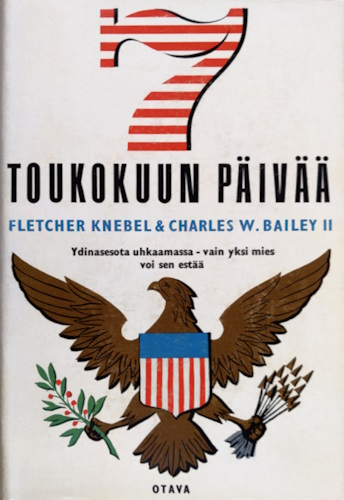 7
TOUKOKUUN PÄIVÄÄ
FLETCHER KNEBEL & CHARLES W. BAILEY II
Ydinasesota uhkaamassa - vain yksi mies
voi sen estää
OTAVA